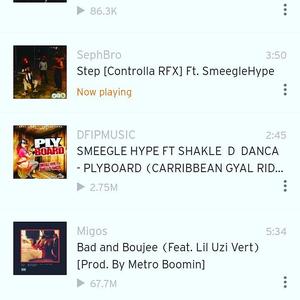 86.3K
SephBro
3:50
Step [Controlla RFX] Ft. SmeegleHype
Now playing
DFIPMUSIC
2:45
PLY
BOARD
SMEEGLE HYPE FT SHAKLE D DANCA
- PLYBOARD (CARRIBBEAN GYAL RID...
2.75M
Migos
5:34
Bad and Boujee (Feat. Lil Uzi Vert)
[Prod. By Metro Boomin]
67.7M